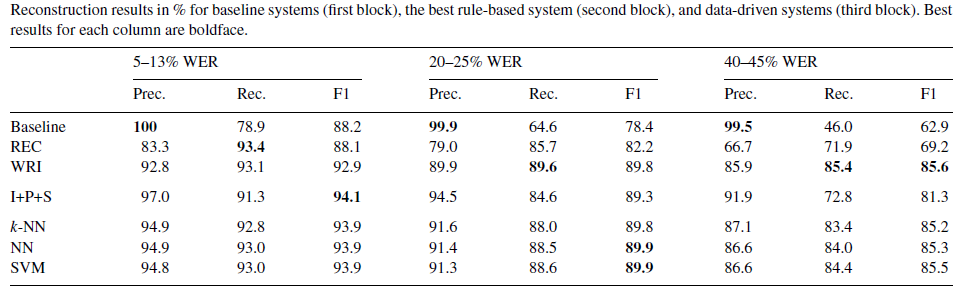 Reconstruction results in % for baseline systems (first block), the best rule-based system (second block), and data-driven systems (third block). Best
results for each column are boldface.
5–13% WER 20–25% WER 40–45% WER
Prec. Rec. F1 Prec. Rec. F1 Prec. Rec. F1
Baseline 100 78.9 88.2 99.9 64.6 78.4 99.5 46.0 62.9
REC 83.3 93.4 88.1 79.0 85.7 82.2 66.7 71.9 69.2
WRI 92.8 93.1 92.9 89.9 89.6 89.8 85.9 85.4 85.6
I+P+S 97.0 91.3 94.1 94.5 84.6 89.3 91.9 72.8 81.3
k-NN 94.9 92.8 93.9 91.6 88.0 89.8 87.1 83.4 85.2
NN 94.9 93.0 93.9 91.4 88.5 89.9 86.6 84.0 85.3
SVM 94.8 93.0 93.9 91.3 88.6 89.9 86.6 84.4 85.5